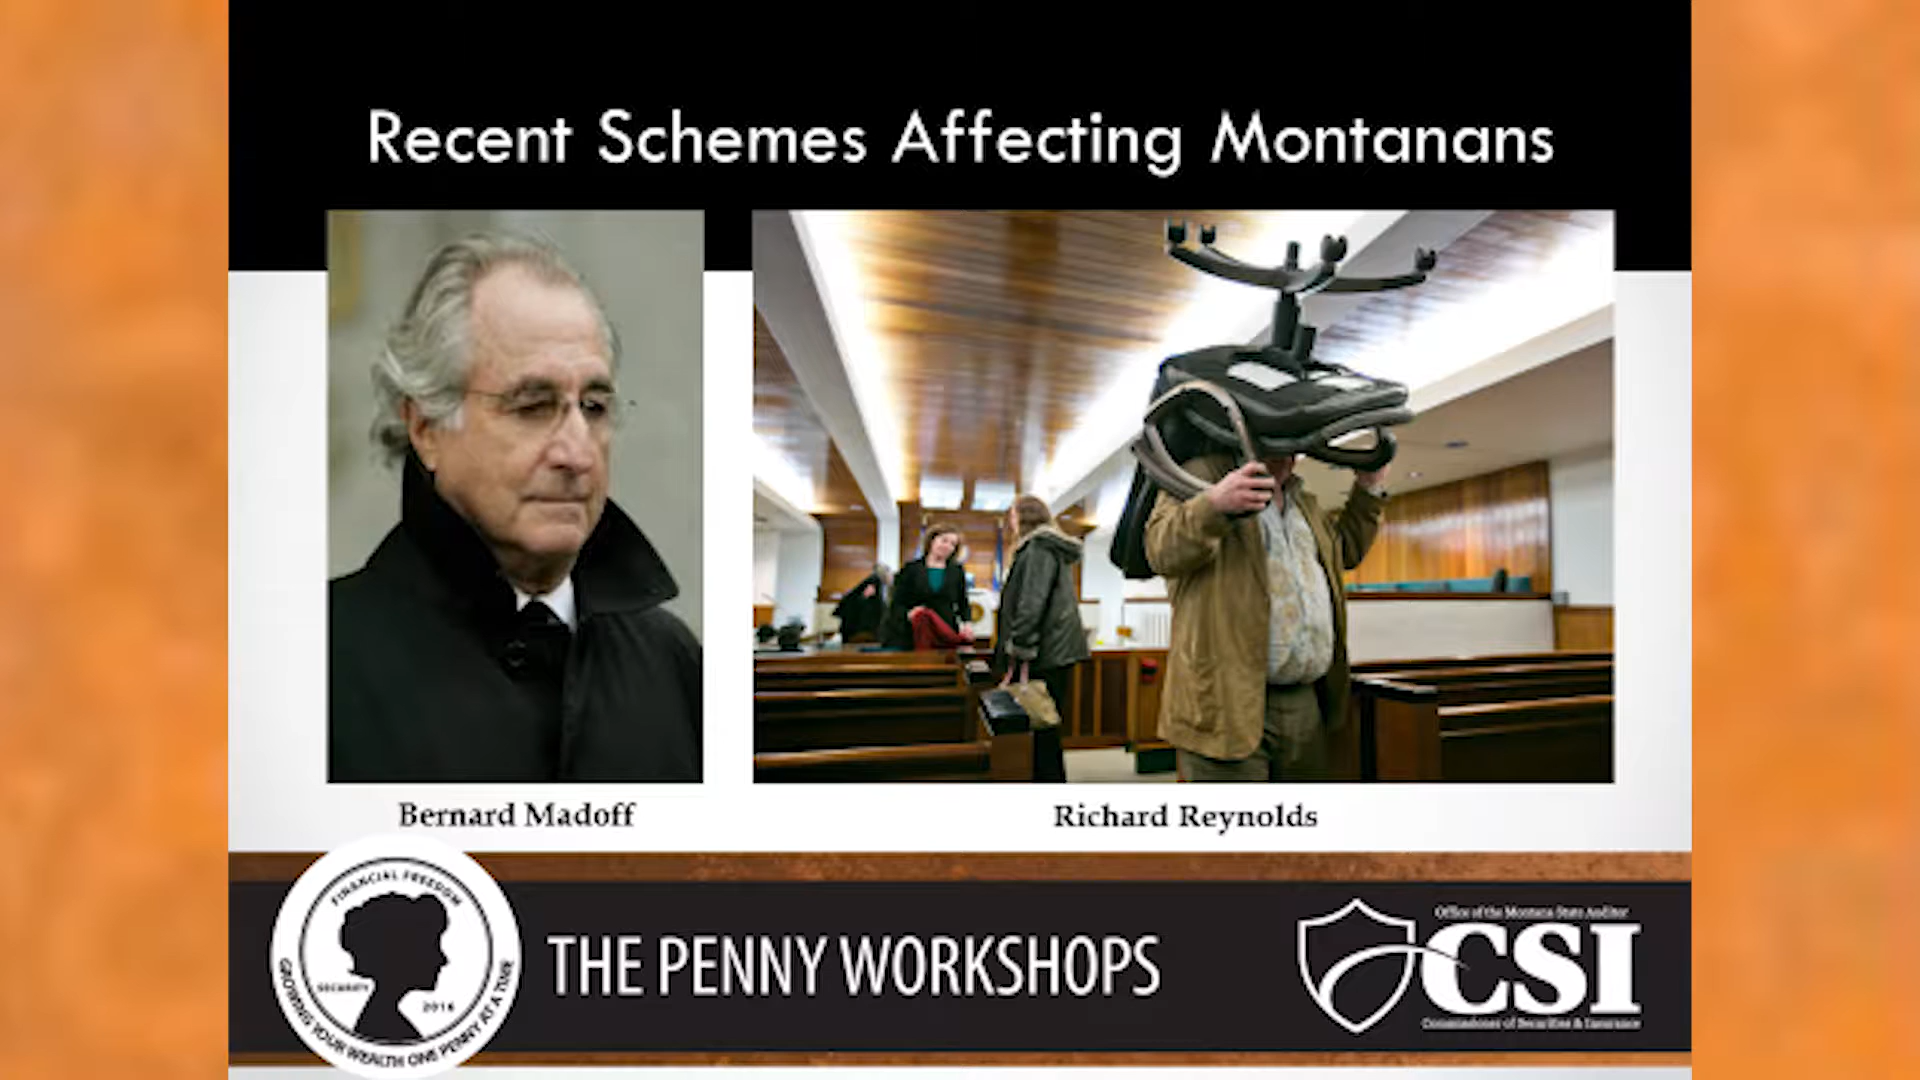 Recent Schemes Affecting Montanans
Bernard Madoff
Richard Reynolds
FINANCIAL FREEDOM
SECURITY
2016
GROWING YOUR WEALTH ONE PENNY AT A TIME
THE PENNY WORKSHOPS
Office of the Montana State Auditor
CSI
Commissioner of Securities & Insurance